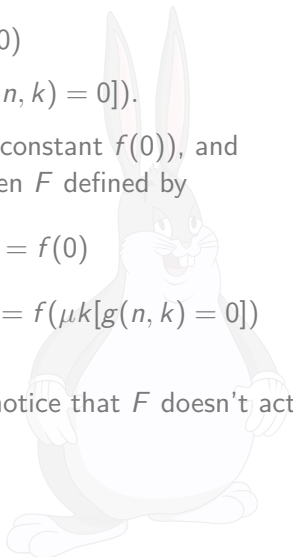 0)
n, k) = 0]).
constant f(0)), and
en F defined by
= f(0)
= f(μk[g(n, k) = 0])
notice that F doesn't act